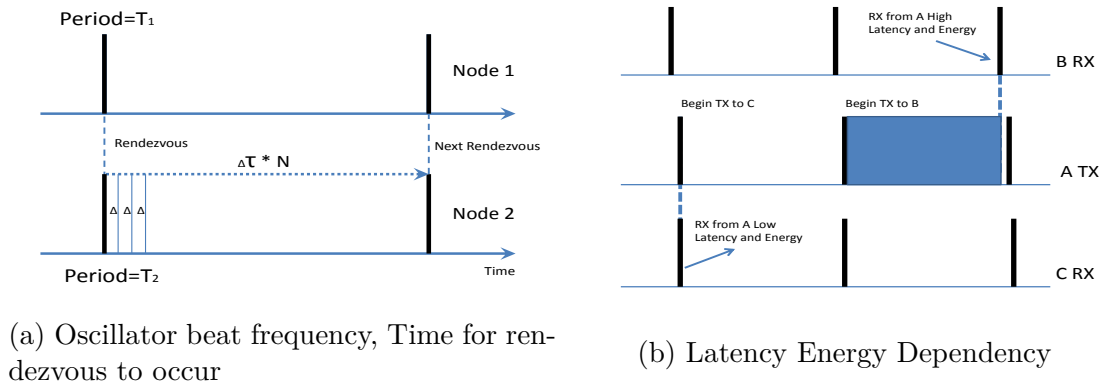 Period=T₁
Node 1
Rendezvous
Next Rendezvous
Δτ * N
Δ Δ Δ
Node 2
Time
Period=T₂
(a) Oscillator beat frequency, Time for ren-
dezvous to occur
RX from A High
Latency and Energy
B RX
Begin TX to C
Begin TX to B
A TX
RX from A Low
Latency and Energy
C RX
(b) Latency Energy Dependency